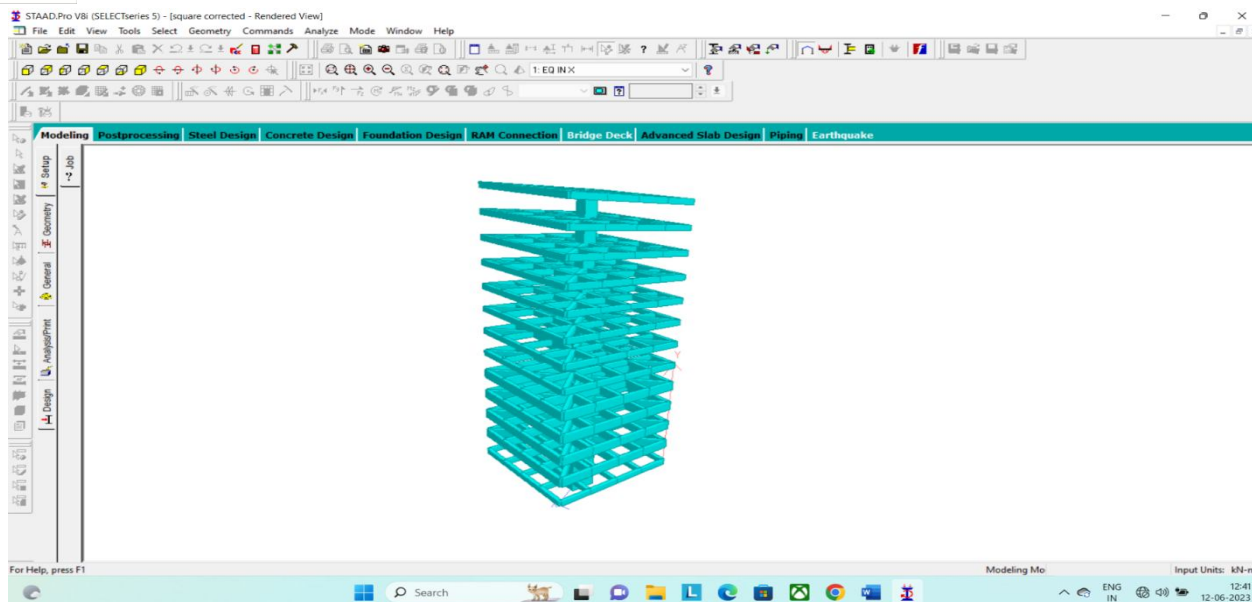 STAAD.Pro V8i (SELECTseries 5) - [square corrected - Rendered View]
File Edit View Tools Select Geometry Commands Analyze Mode Window Help
1: EQ IN X
Modeling Postprocessing Steel Design Concrete Design Foundation Design RAM Connection Bridge Deck Advanced Slab Design Piping Earthquake
Setup
Job
Geometry
General
Analysis/Print
Design
Y
For Help, press F1
Modeling Mo
Input Units: kN-
Search
ENG
IN
12:41
12-06-2023